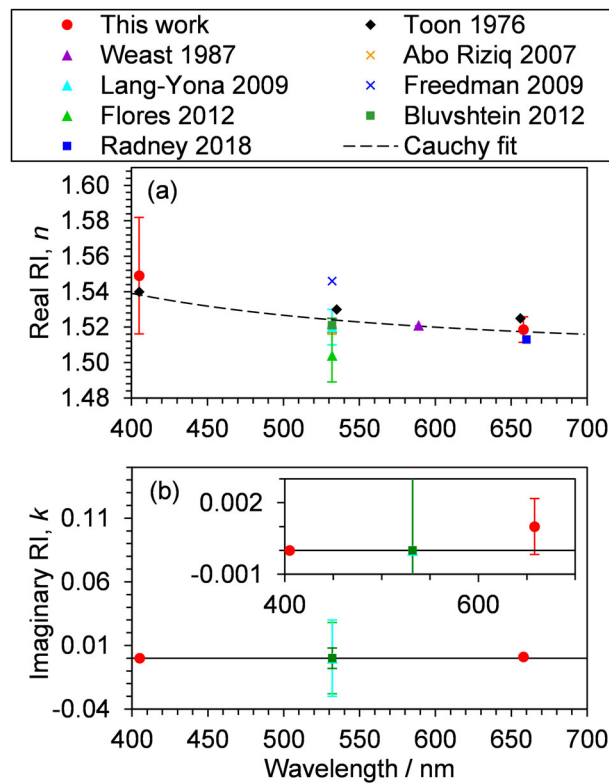 This work Toon 1976
Weast 1987 Abo Riziq 2007
Lang-Yona 2009 Freedman 2009
Flores 2012 Bluvshtein 2012
Radney 2018 Cauchy fit
(a)
Real RI, n
1.60
1.58
1.56
1.54
1.52
1.50
1.48
400 450 500 550 600 650 700
(b)
Imaginary RI, k
0.11
0.06
0.01
-0.04
0.002
-0.001
400 600
400 450 500 550 600 650 700
Wavelength / nm